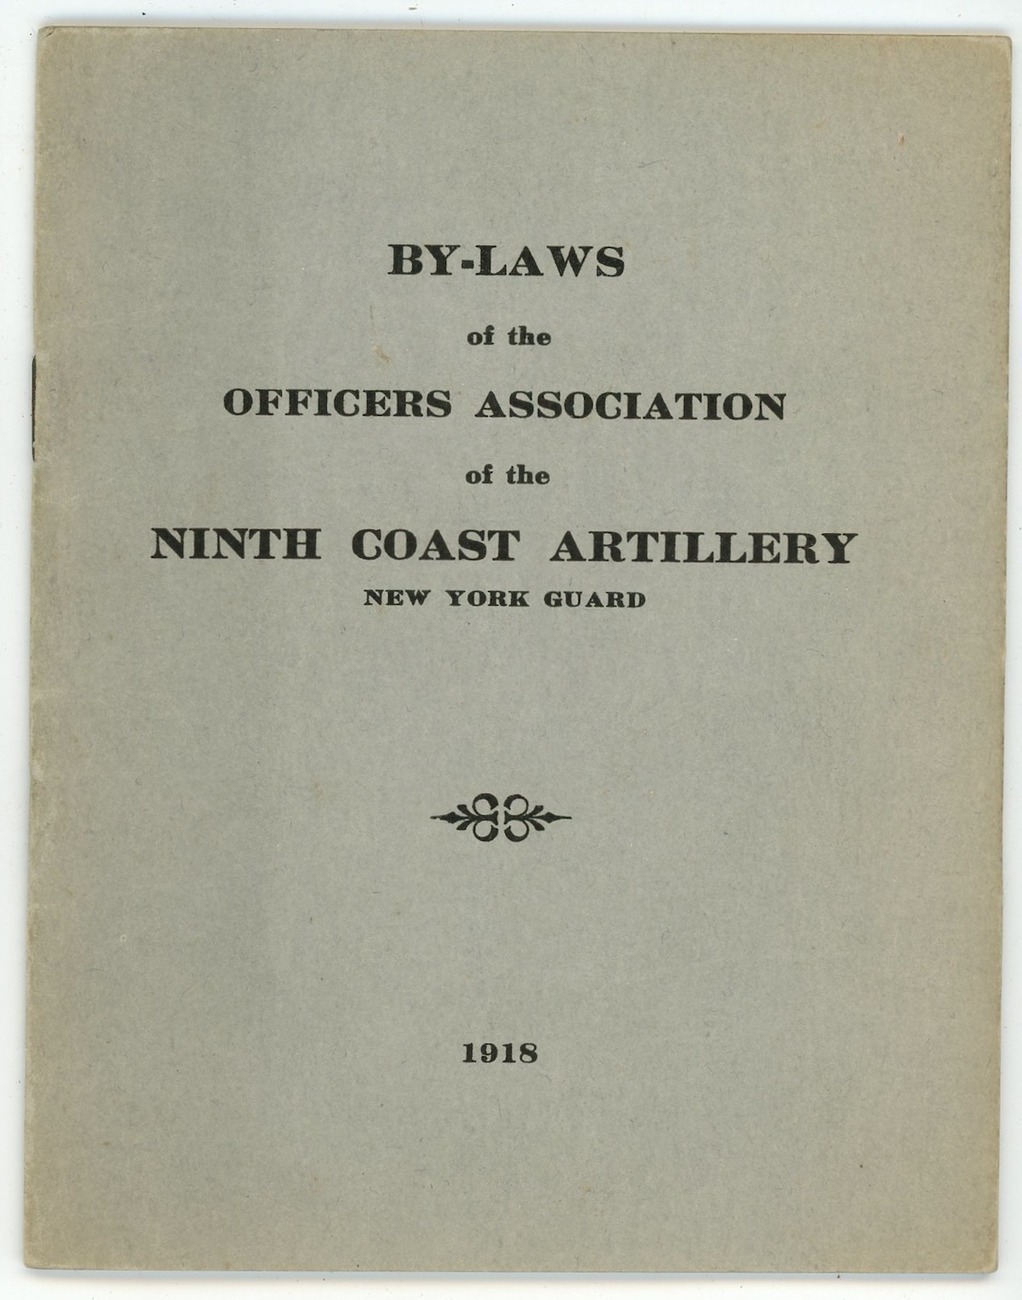 BY-LAWS
of the
OFFICERS ASSOCIATION
of the
NINTH COAST ARTILLERY
NEW YORK GUARD
1918